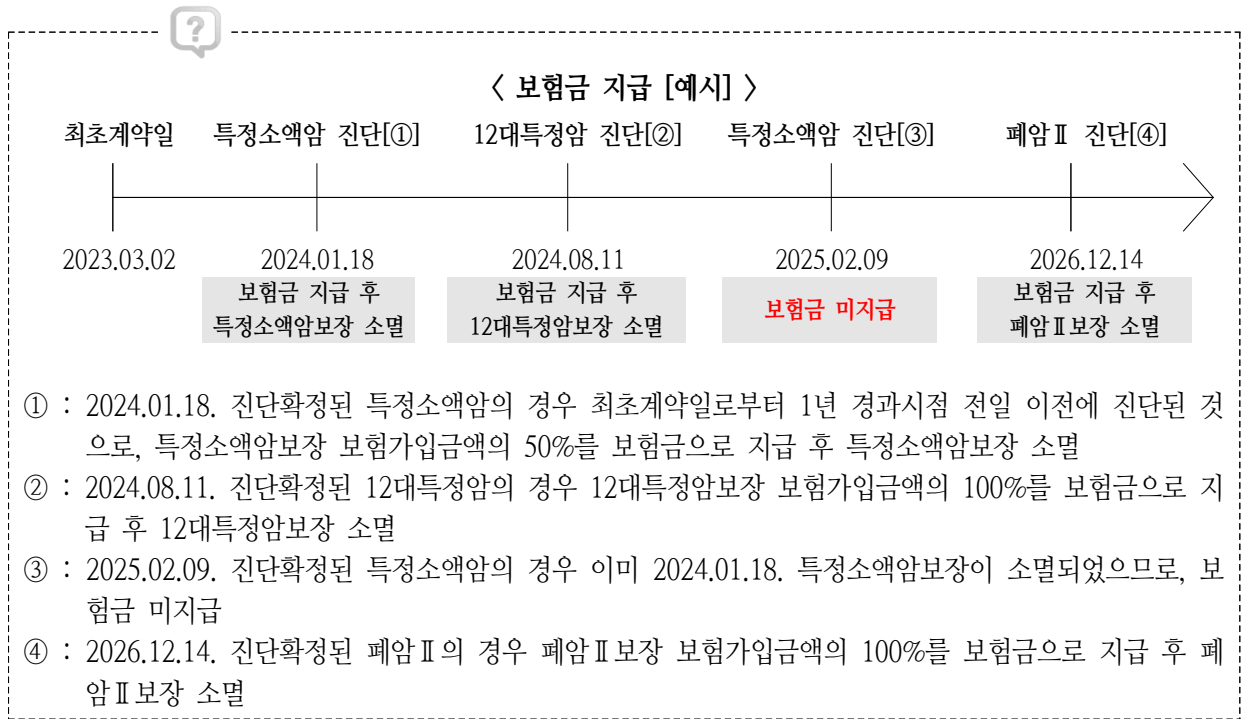 ?
〈 보험금 지급 [예시] 〉
최초계약일 특정소액암 진단[①] 12대특정암 진단[②] 특정소액암 진단[③] 폐암Ⅱ 진단[④]
2023.03.02 2024.01.18 2024.08.11 2025.02.09 2026.12.14
보험금 지급 후 보험금 지급 후 보험금 미지급 보험금 지급 후
특정소액암보장 소멸 12대특정암보장 소멸 폐암Ⅱ보장 소멸
① : 2024.01.18. 진단확정된 특정소액암의 경우 최초계약일로부터 1년 경과시점 전일 이전에 진단된 것
으로, 특정소액암보장 보험가입금액의 50%를 보험금으로 지급 후 특정소액암보장 소멸
② : 2024.08.11. 진단확정된 12대특정암의 경우 12대특정암보장 보험가입금액의 100%를 보험금으로 지
급 후 12대특정암보장 소멸
③ : 2025.02.09. 진단확정된 특정소액암의 경우 이미 2024.01.18. 특정소액암보장이 소멸되었으므로, 보
험금 미지급
④ : 2026.12.14. 진단확정된 폐암Ⅱ의 경우 폐암Ⅱ보장 보험가입금액의 100%를 보험금으로 지급 후 폐
암Ⅱ보장 소멸